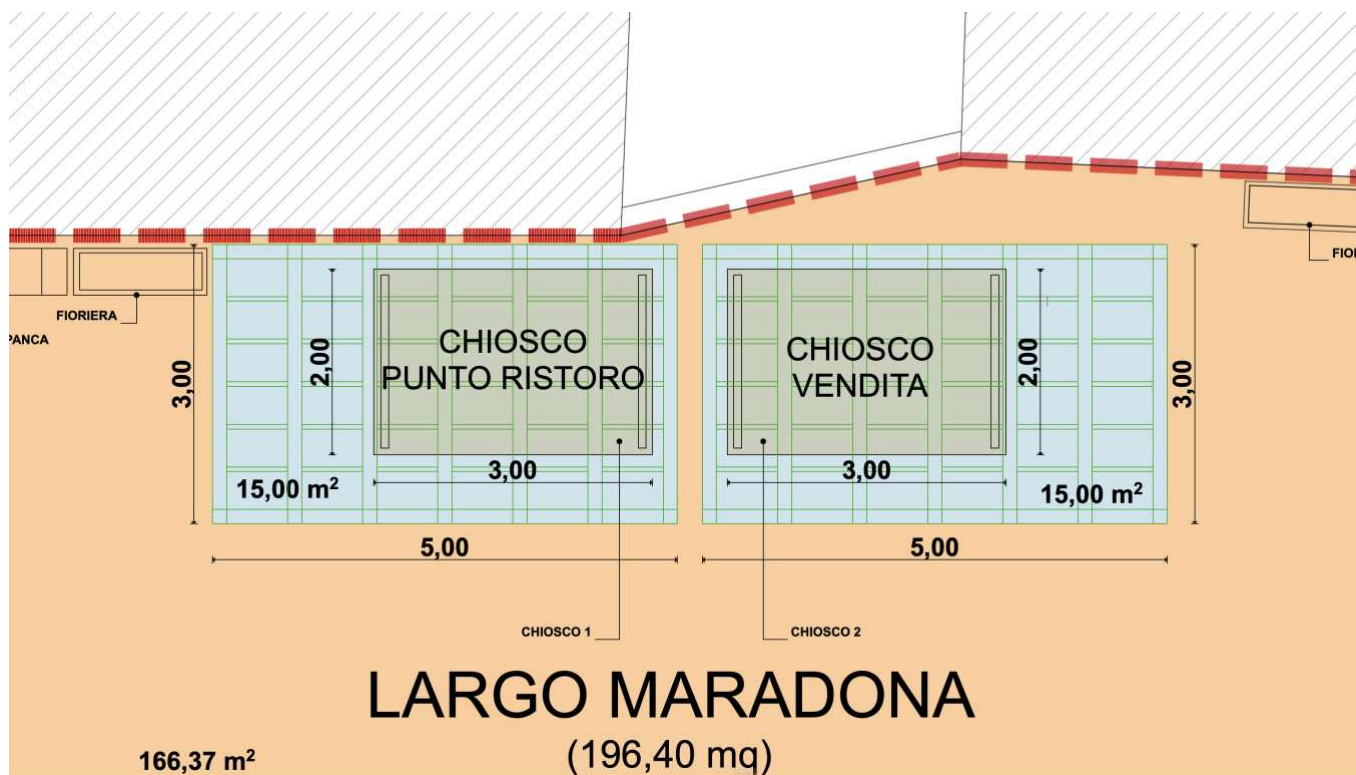 FIORIERA
FIOR
PANCA
3,00
2,00
CHIOSCO
PUNTO RISTORO
CHIOSCO
VENDITA
2,00
3,00
15,00 m²
3,00
3,00
15,00 m²
5,00
5,00
CHIOSCO 1
CHIOSCO 2
LARGO MARADONA
(196,40 mq)
166,37 m²